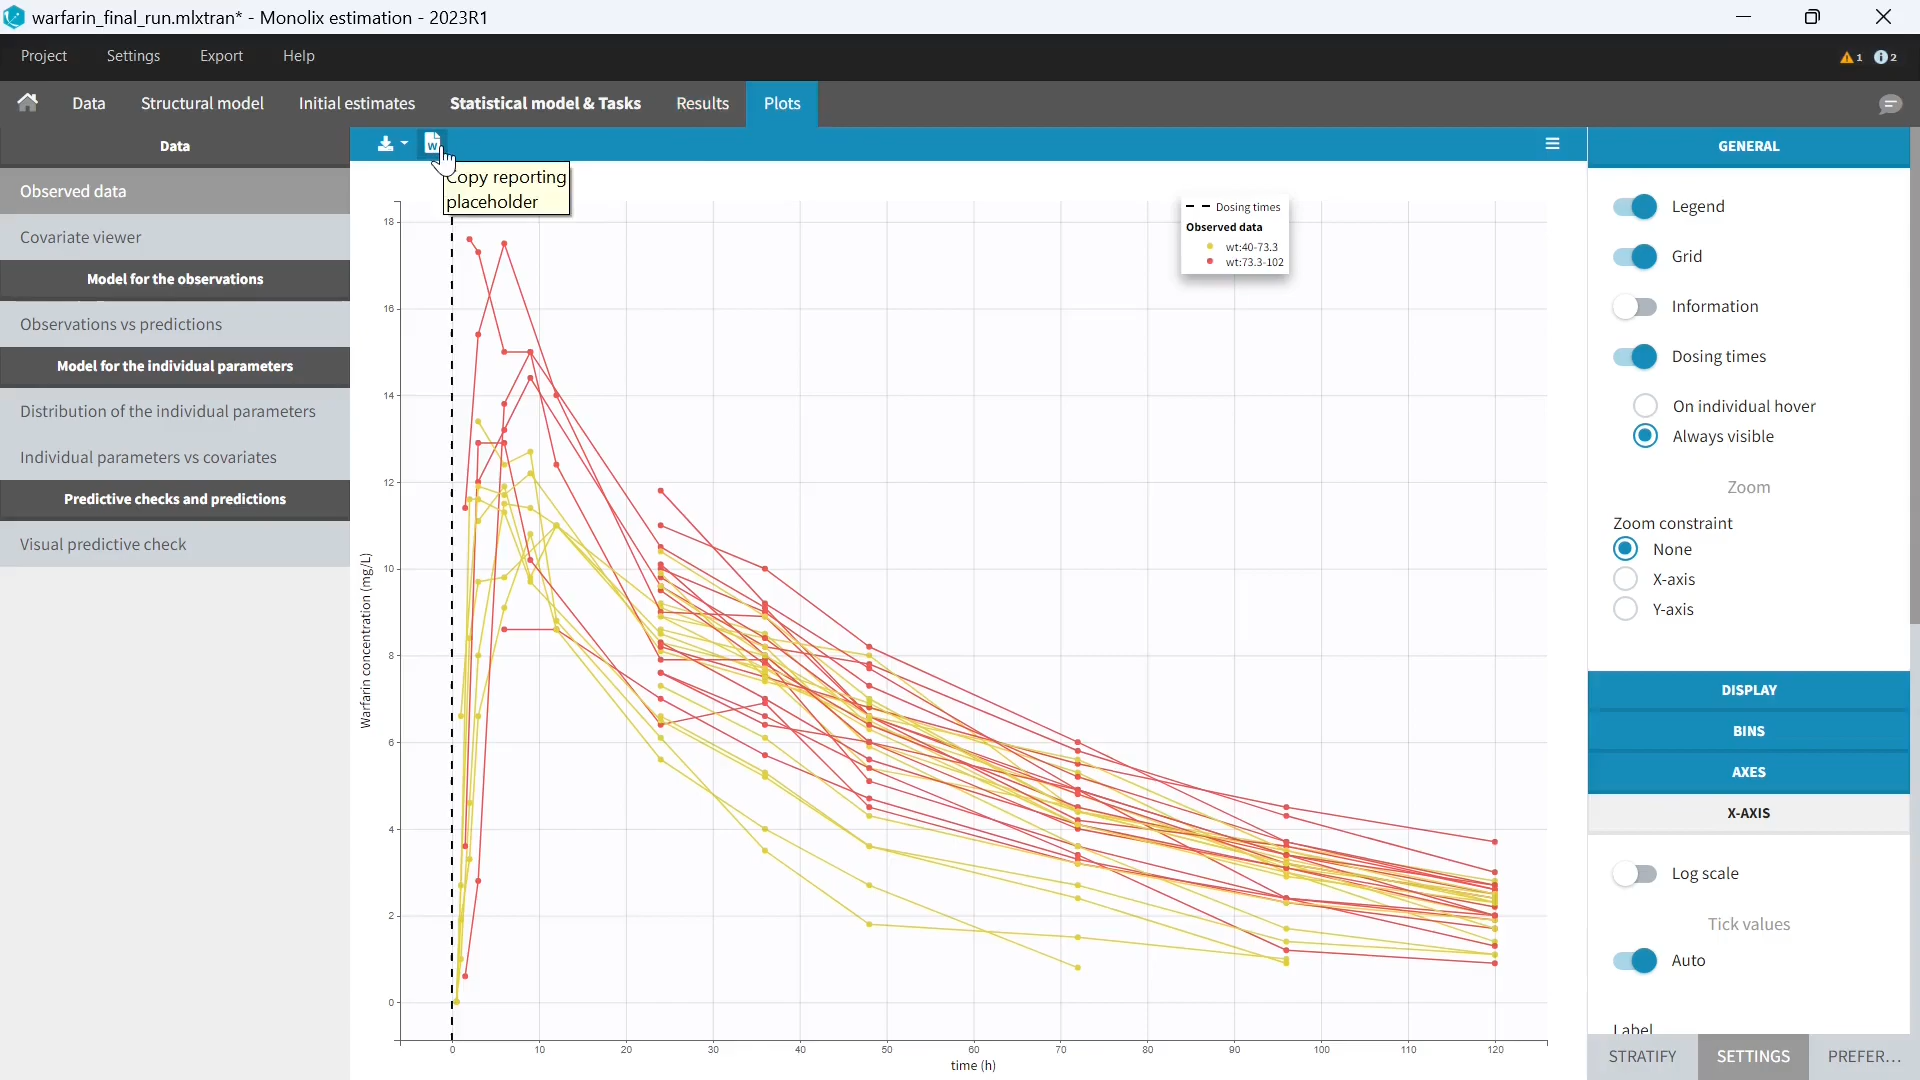 warfarin_final_run.mlxtran* - Monolix estimation - 2023R1
Project Settings Export Help
1 2
Data Structural model Initial estimates Statistical model & Tasks Results Plots
Data
Observed data
Covariate viewer
Model for the observations
Observations vs predictions
Model for the individual parameters
Distribution of the individual parameters
Individual parameters vs covariates
Predictive checks and predictions
Visual predictive check
W
Copy reporting
placeholder
Dosing times
Observed data
wt:40-73.3
wt:73.3-102
Warfarin concentration (mg/L)
18
16
14
12
10
8
6
4
2
0
0 10 20 30 40 50 60 70 80 90 100 110 120
time (h)
GENERAL
Legend
Grid
Information
Dosing times
On individual hover
Always visible
Zoom
Zoom constraint
None
X-axis
Y-axis
DISPLAY
BINS
AXES
X-AXIS
Log scale
Tick values
Auto
Label
STRATIFY SETTINGS PREFER...